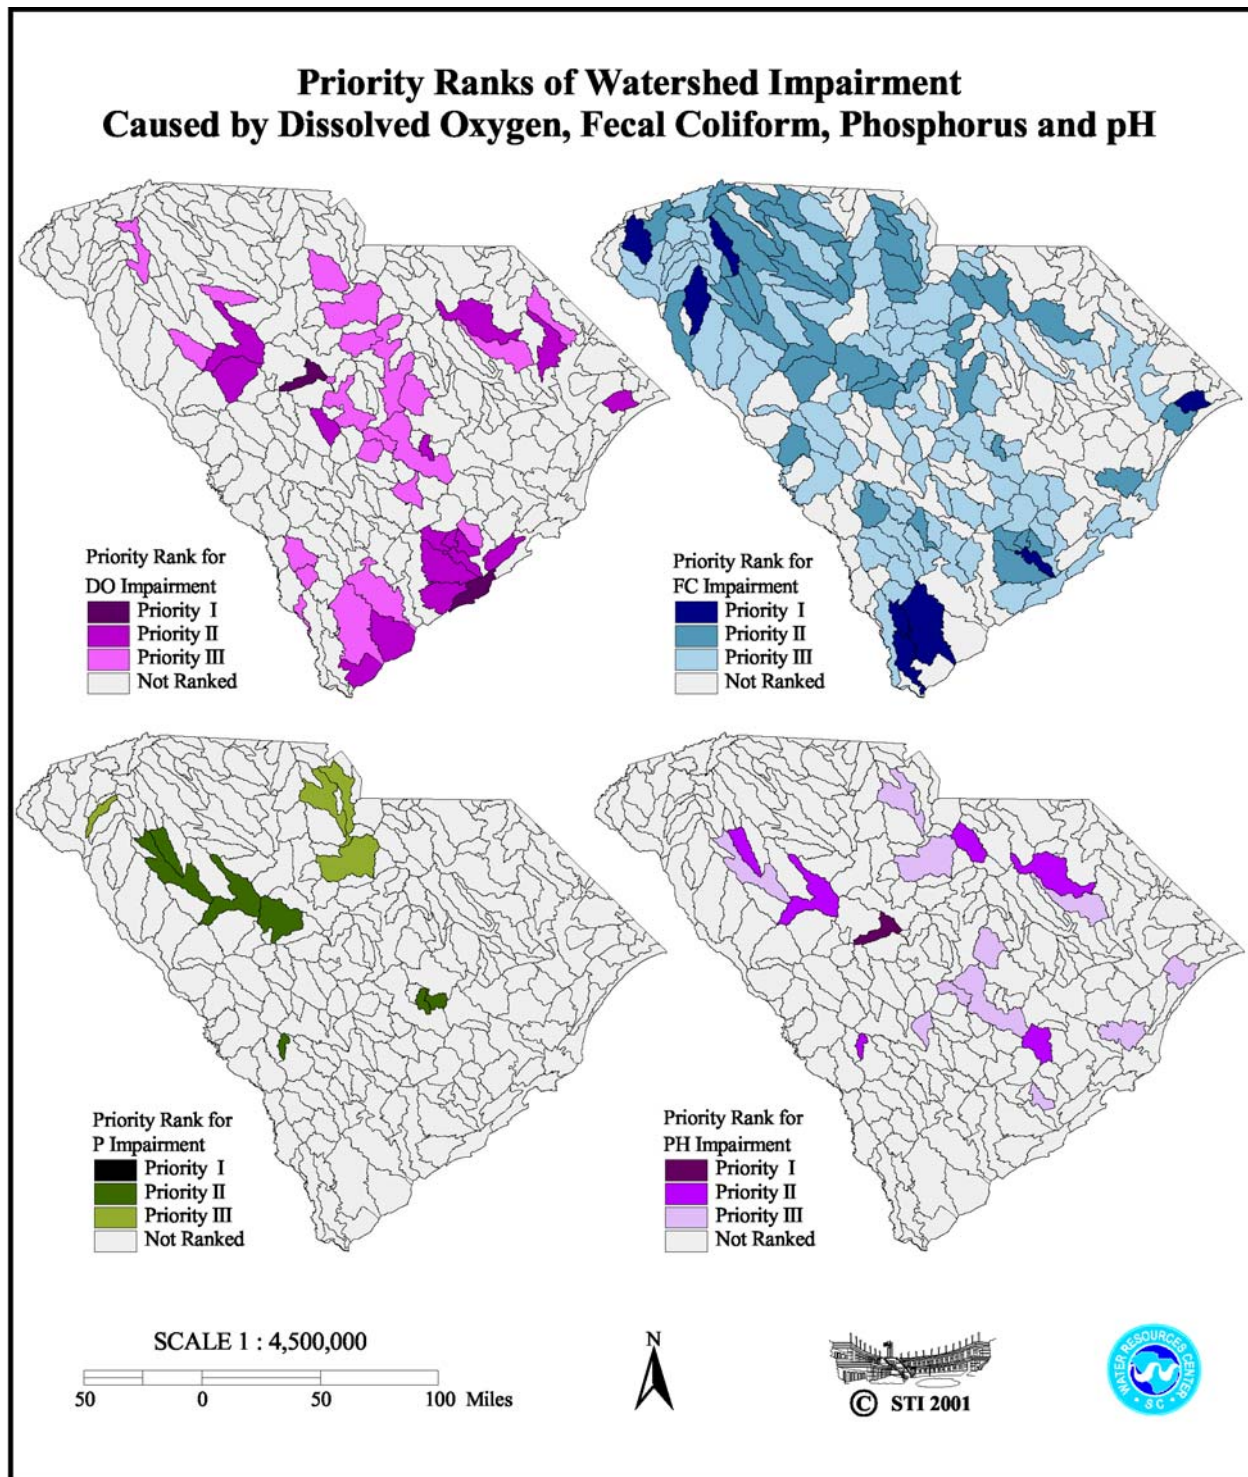 Priority Ranks of Watershed Impairment
Caused by Dissolved Oxygen, Fecal Coliform, Phosphorus and pH
Priority Rank for
DO Impairment
Priority I
Priority II
Priority III
Not Ranked
Priority Rank for
FC Impairment
Priority I
Priority II
Priority III
Not Ranked
Priority Rank for
P Impairment
Priority I
Priority II
Priority III
Not Ranked
Priority Rank for
PH Impairment
Priority I
Priority II
Priority III
Not Ranked
SCALE 1 : 4,500,000
50 0 50 100 Miles
N
© STI 2001
WATER RESOURCES CENTER
· SC ·